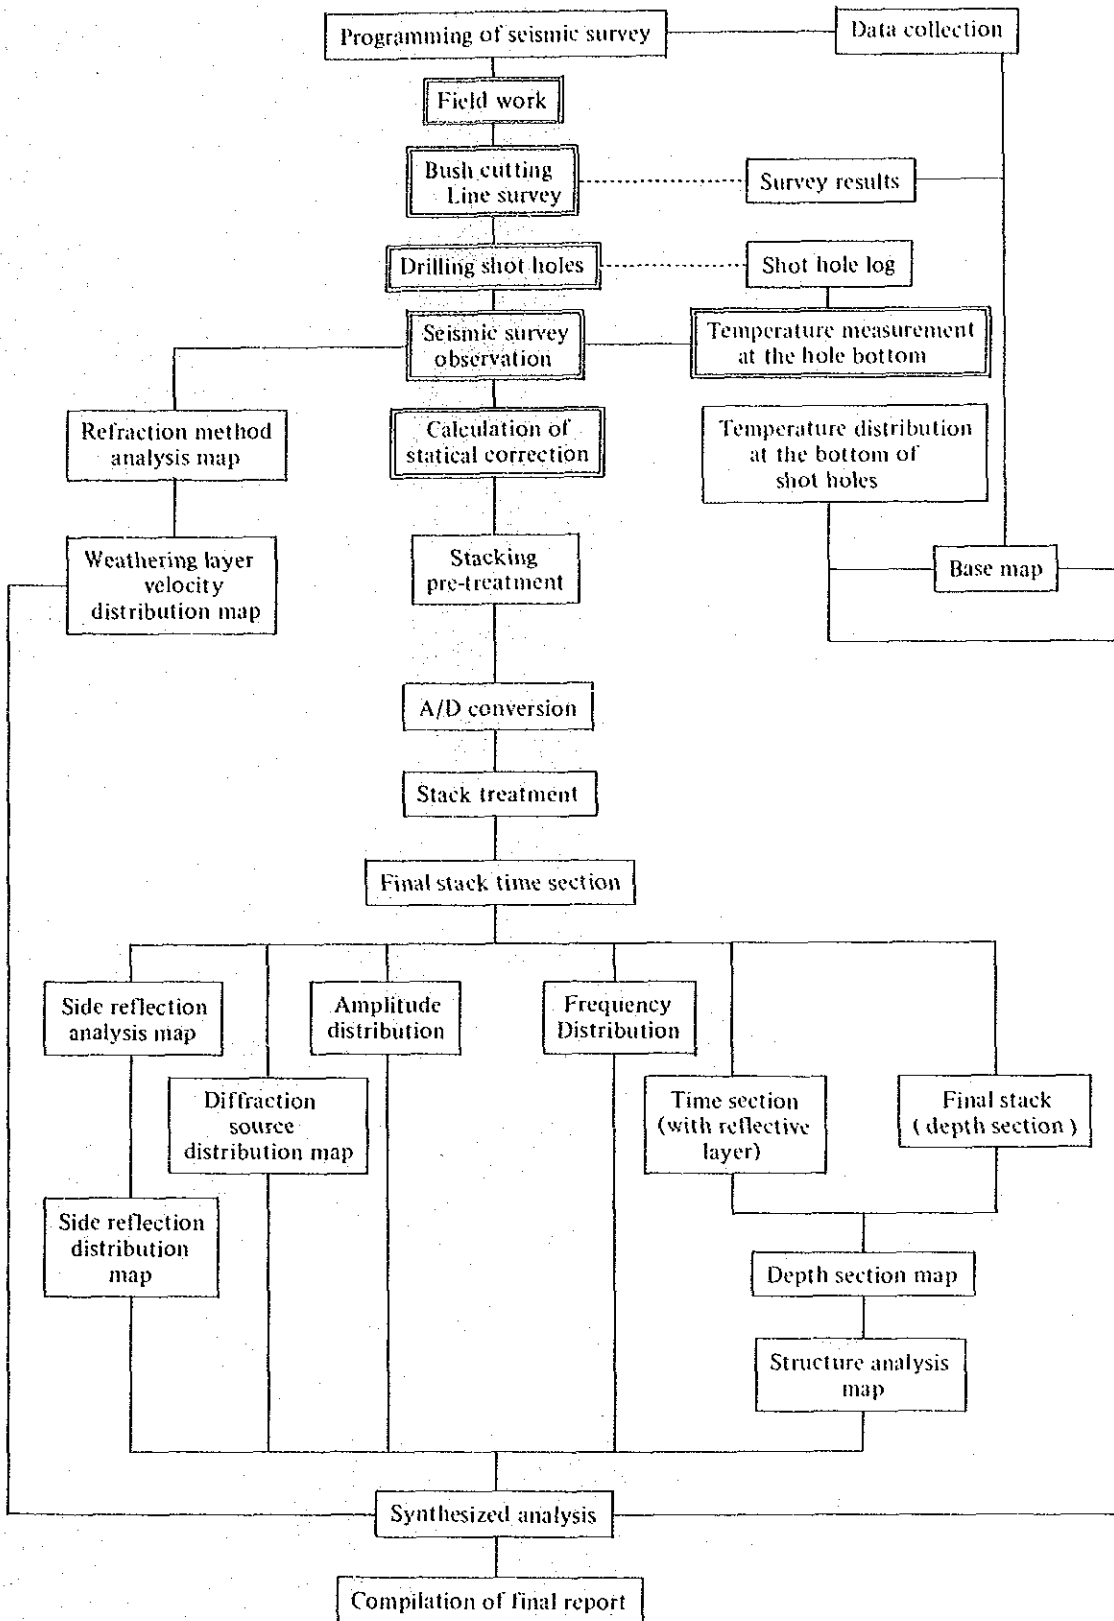 Programming of seismic survey
Data collection
Field work
Bush cutting
Line survey
Survey results
Drilling shot holes
Shot hole log
Seismic survey
observation
Temperature measurement
at the hole bottom
Refraction method
analysis map
Calculation of
statical correction
Temperature distribution
at the bottom of
shot holes
Weathering layer
velocity
distribution map
Stacking
pre-treatment
Base map
A/D conversion
Stack treatment
Final stack time section
Side reflection
analysis map
Amplitude
distribution
Frequency
Distribution
Diffraction
source
distribution map
Time section
(with reflective
layer)
Final stack
( depth section )
Side reflection
distribution
map
Depth section map
Structure analysis
map
Synthesized analysis
Compilation of final report